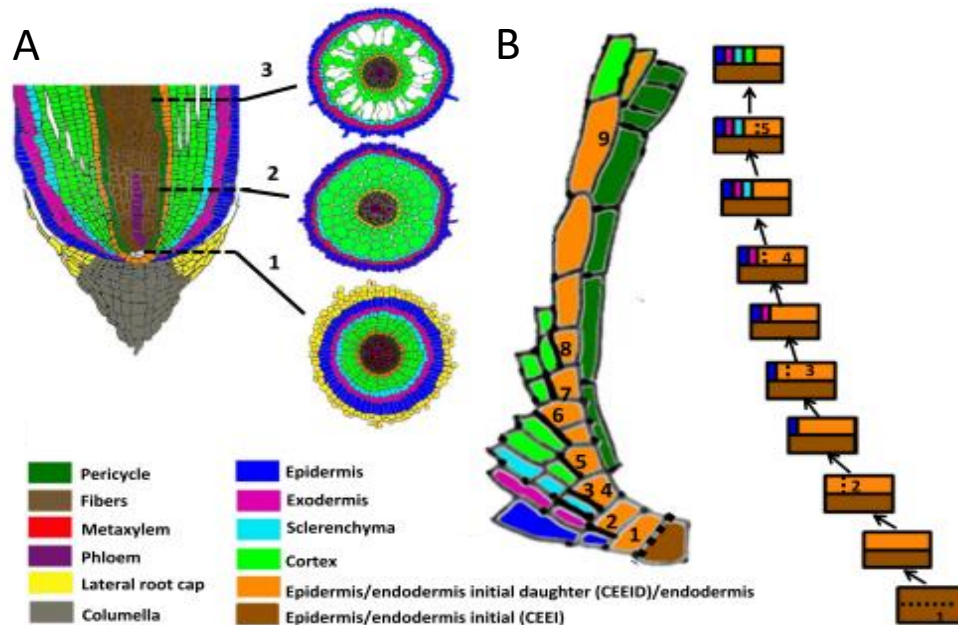 A
B
3
2
1
9
8
7
6
5
3 4
2
1
5
4
3
2
1
Pericycle
Fibers
Metaxylem
Phloem
Lateral root cap
Columella
Epidermis
Exodermis
Sclerenchyma
Cortex
Epidermis/endodermis initial daughter (CEEID)/endodermis
Epidermis/endodermis initial (CEEI)